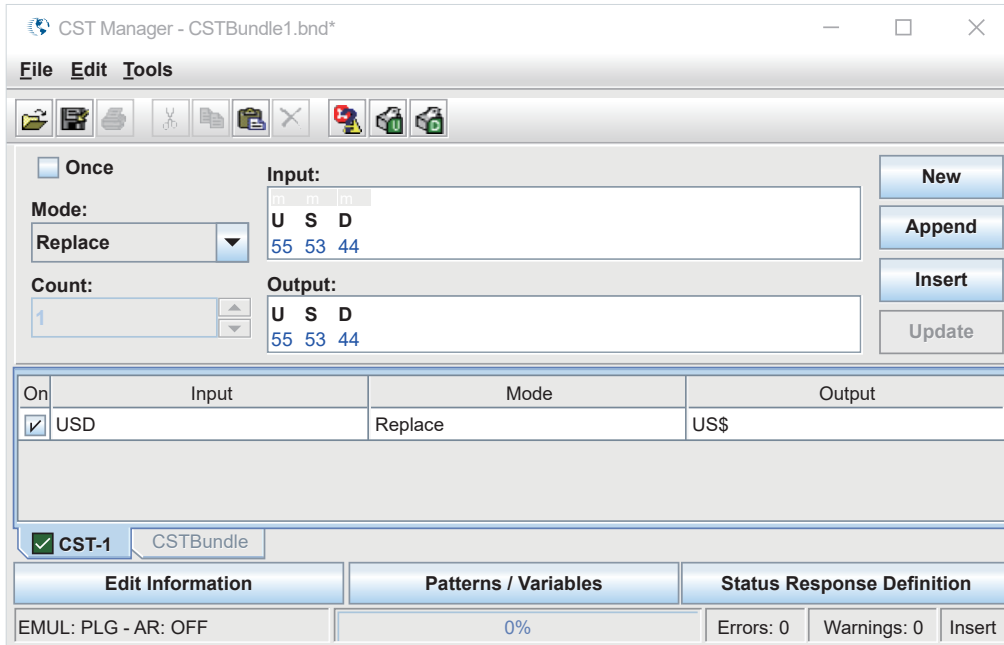 CST Manager - CSTBundle1.bnd*
File Edit Tools
Once
Mode:
Replace
Count:
1
Input:
m m m
U S D
55 53 44
Output:
U S D
55 53 44
New
Append
Insert
Update
On Input Mode Output
USD Replace US$
CST-1 CSTBundle
Edit Information Patterns / Variables Status Response Definition
EMUL: PLG - AR: OFF 0% Errors: 0 Warnings: 0 Insert